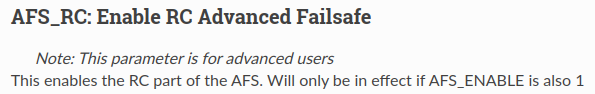 AFS_RC: Enable RC Advanced Failsafe
Note: This parameter is for advanced users
This enables the RC part of the AFS. Will only be in effect if AFS_ENABLE is also 1